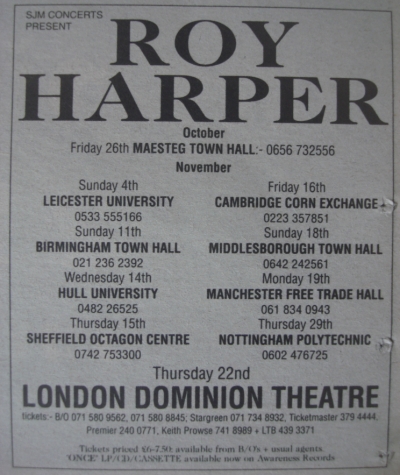 SJM CONCERTS
PRESENT
ROY
HARPER
October
Friday 26th MAESTEG TOWN HALL:- 0656 732556
November
Sunday 4th
LEICESTER UNIVERSITY
0533 555166
Sunday 11th
BIRMINGHAM TOWN HALL
021 236 2392
Wednesday 14th
HULL UNIVERSITY
0482 26525
Thursday 15th
SHEFFIELD OCTAGON CENTRE
0742 753300
Friday 16th
CAMBRIDGE CORN EXCHANGE
0223 357851
Sunday 18th
MIDDLESBOROUGH TOWN HALL
0642 242561
Monday 19th
MANCHESTER FREE TRADE HALL
061 834 0943
Thursday 29th
NOTTINGHAM POLYTECHNIC
0602 476725
Thursday 22nd
LONDON DOMINION THEATRE
tickets:- B/O 071 580 9562, 071 580 8845; Stargreen 071 734 8932, Ticketmaster 379 4444,
Premier 240 0771, Keith Prowse 741 8989 + LTB 439 3371
Tickets priced £6-7.50: available from B/O's + usual agents.
'ONCE' LP/CD/CASSETTE available now on Awareness Records